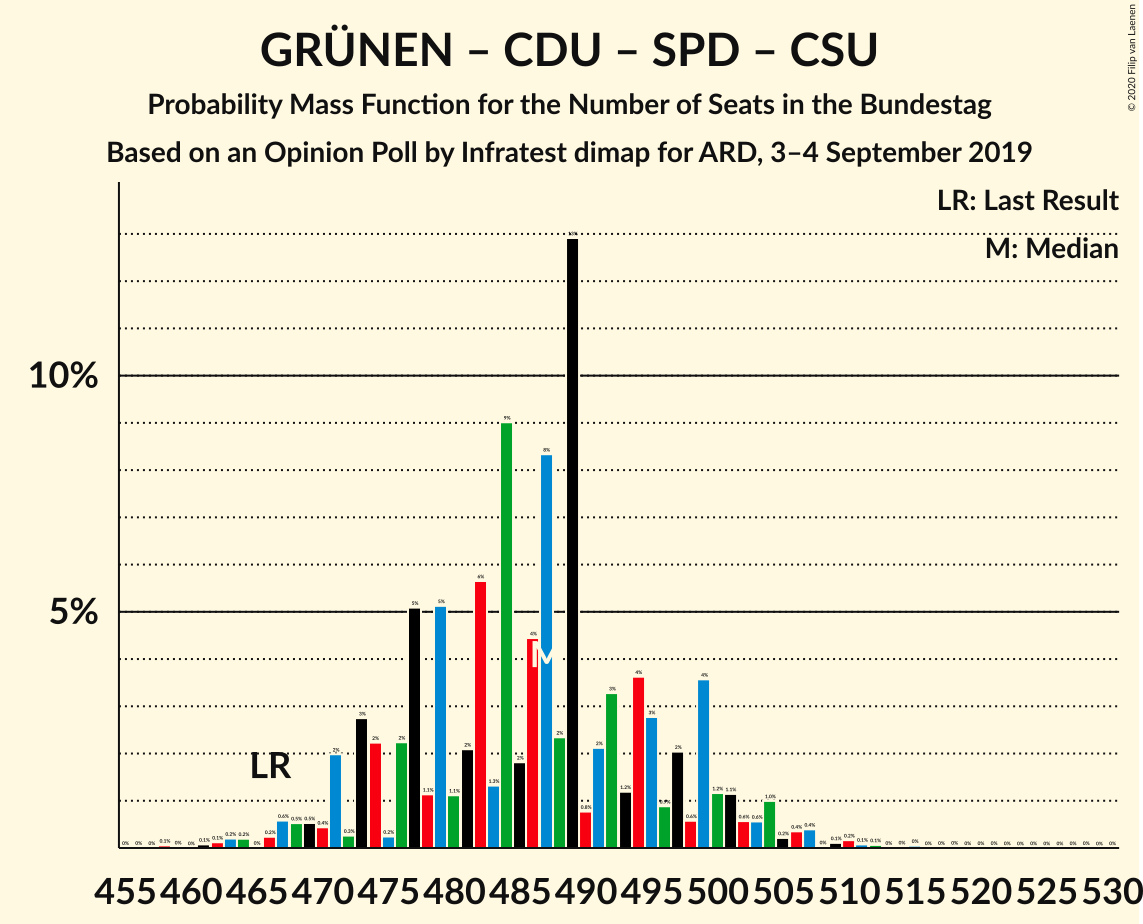 GRÜNEN – CDU – SPD – CSU
Probability Mass Function for the Number of Seats in the Bundestag
Based on an Opinion Poll by Infratest dimap for ARD, 3–4 September 2019
© 2020 Filip van Laenen
LR: Last Result
M: Median
10%
5%
LR
M
455 460 465 470 475 480 485 490 495 500 505 510 515 520 525 530